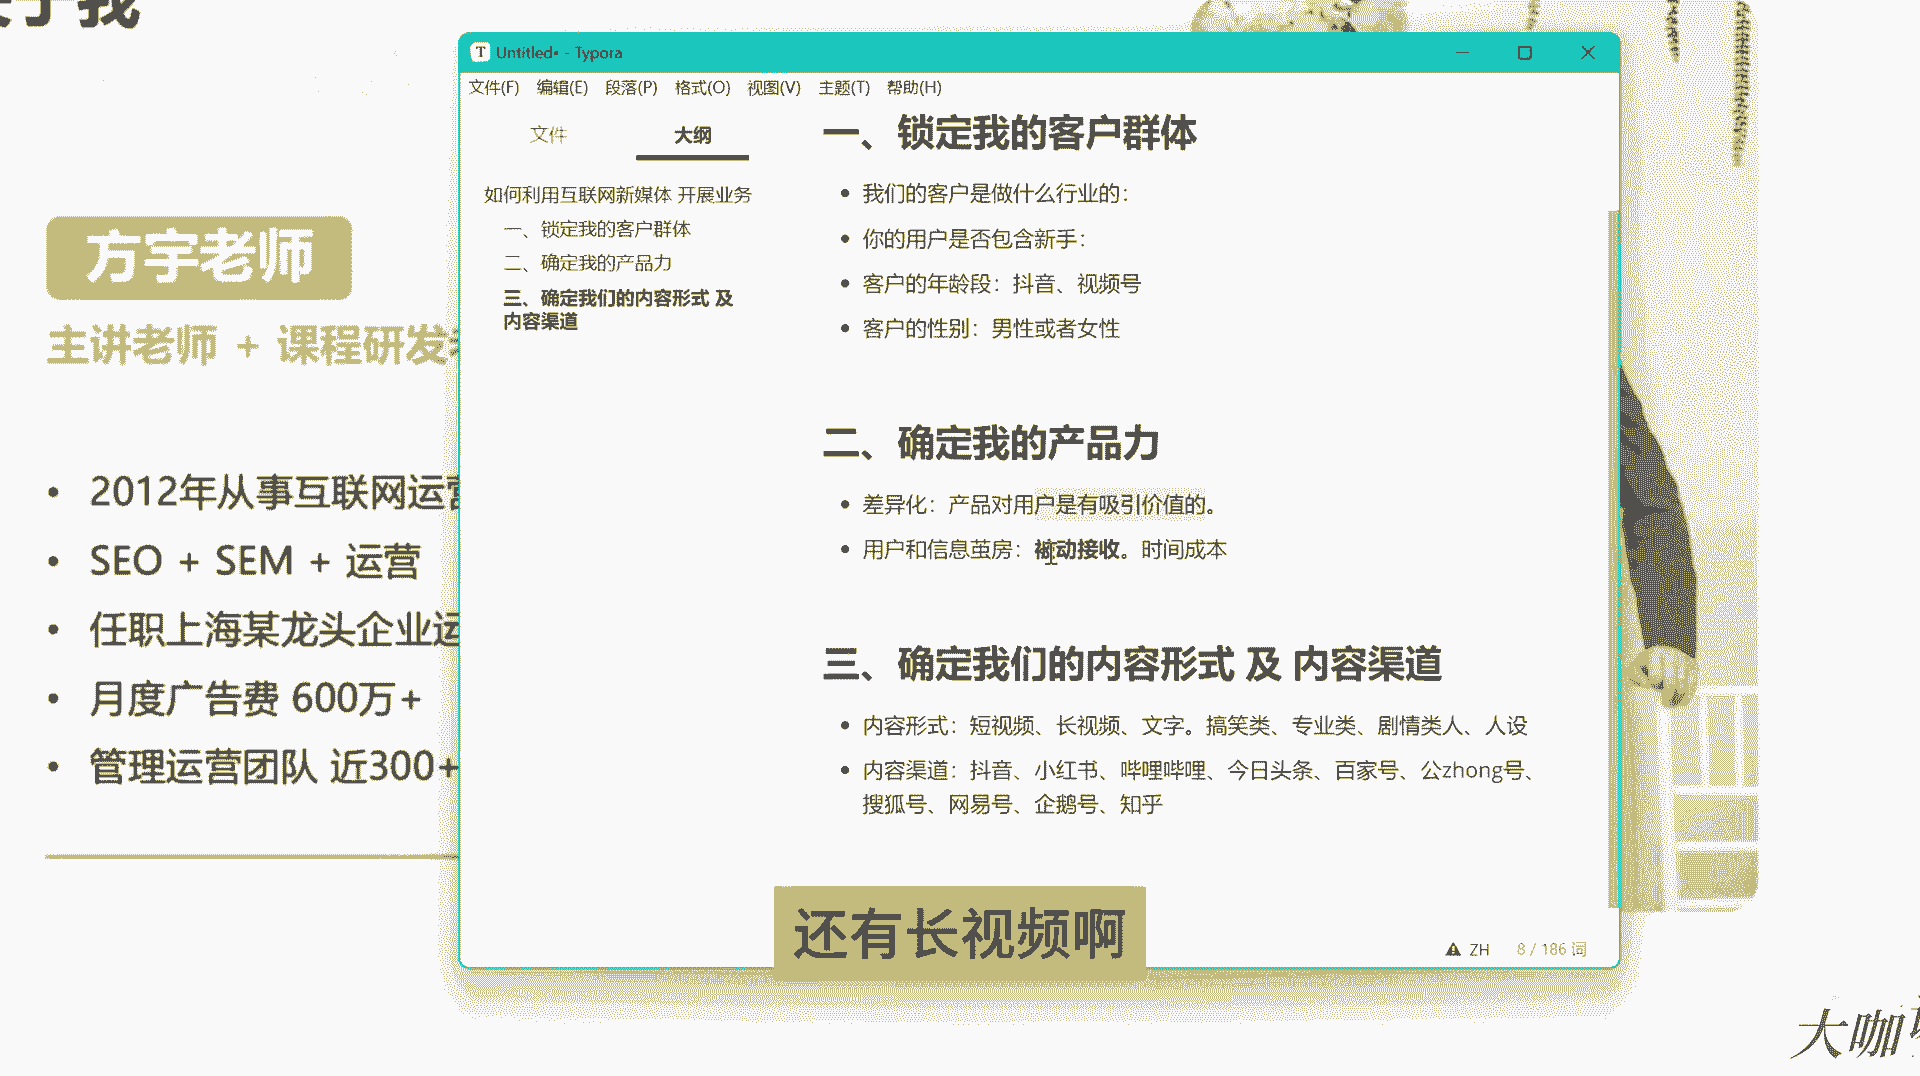 Untitled• - Typora
文件(F) 编辑(E) 段落(P) 格式(O) 视图(V) 主题(T) 帮助(H)
文件 大纲
如何利用互联网新媒体 开展业务
一、锁定我的客户群体
二、确定我的产品力
三、确定我们的内容形式 及
内容渠道
一、锁定我的客户群体
• 我们的客户是做什么行业的:
• 你的用户是否包含新手:
• 客户的年龄段：抖音、视频号
• 客户的性别：男性或者女性
二、确定我的产品力
• 差异化：产品对用户是有吸引价值的。
• 用户和信息茧房：被动接收。时间成本
三、确定我们的内容形式 及 内容渠道
• 内容形式：短视频、长视频、文字。搞笑类、专业类、剧情类人、人设
• 内容渠道：抖音、小红书、哔哩哔哩、今日头条、百家号、公zhong号、
搜狐号、网易号、企鹅号、知乎
ZH 8 / 186 词
于我
方宇老师
主讲老师 + 课程研发
• 2012年从事互联网运营
• SEO + SEM + 运营
• 任职上海某龙头企业运
• 月度广告费 600万+
• 管理运营团队 近300+
还有长视频啊
大咖